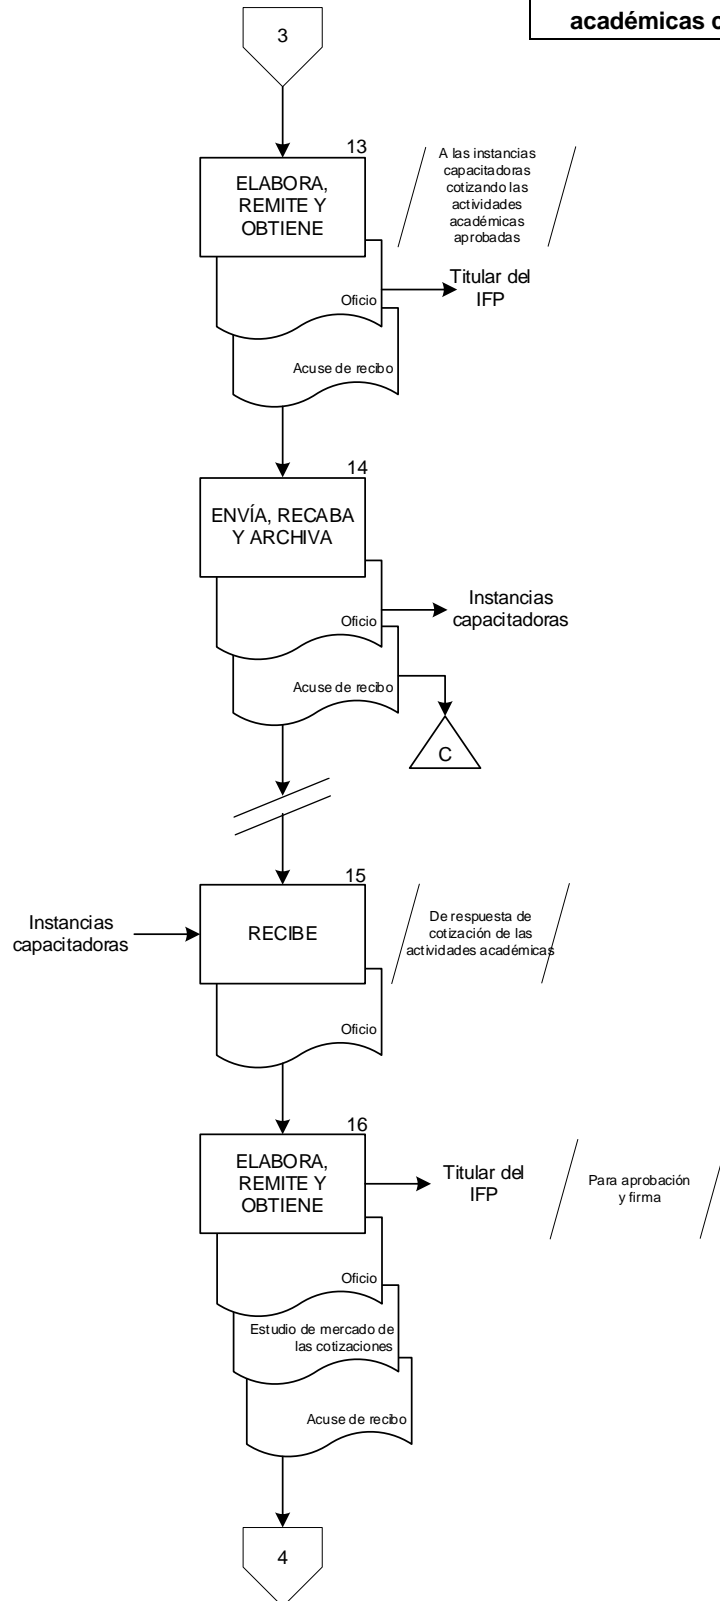 académicas c
3
13
ELABORA,
REMITE Y
OBTIENE
A las instancias
capacitadoras
cotizando las
actividades
académicas
aprobadas
Oficio
Titular del
IFP
Acuse de recibo
14
ENVÍA, RECABA
Y ARCHIVA
Oficio
Instancias
capacitadoras
Acuse de recibo
C
15
Instancias
capacitadoras
RECIBE
De respuesta de
cotización de las
actividades académicas
Oficio
16
ELABORA,
REMITE Y
OBTIENE
Titular del
IFP
Para aprobación
y firma
Oficio
Estudio de mercado de
las cotizaciones
Acuse de recibo
4